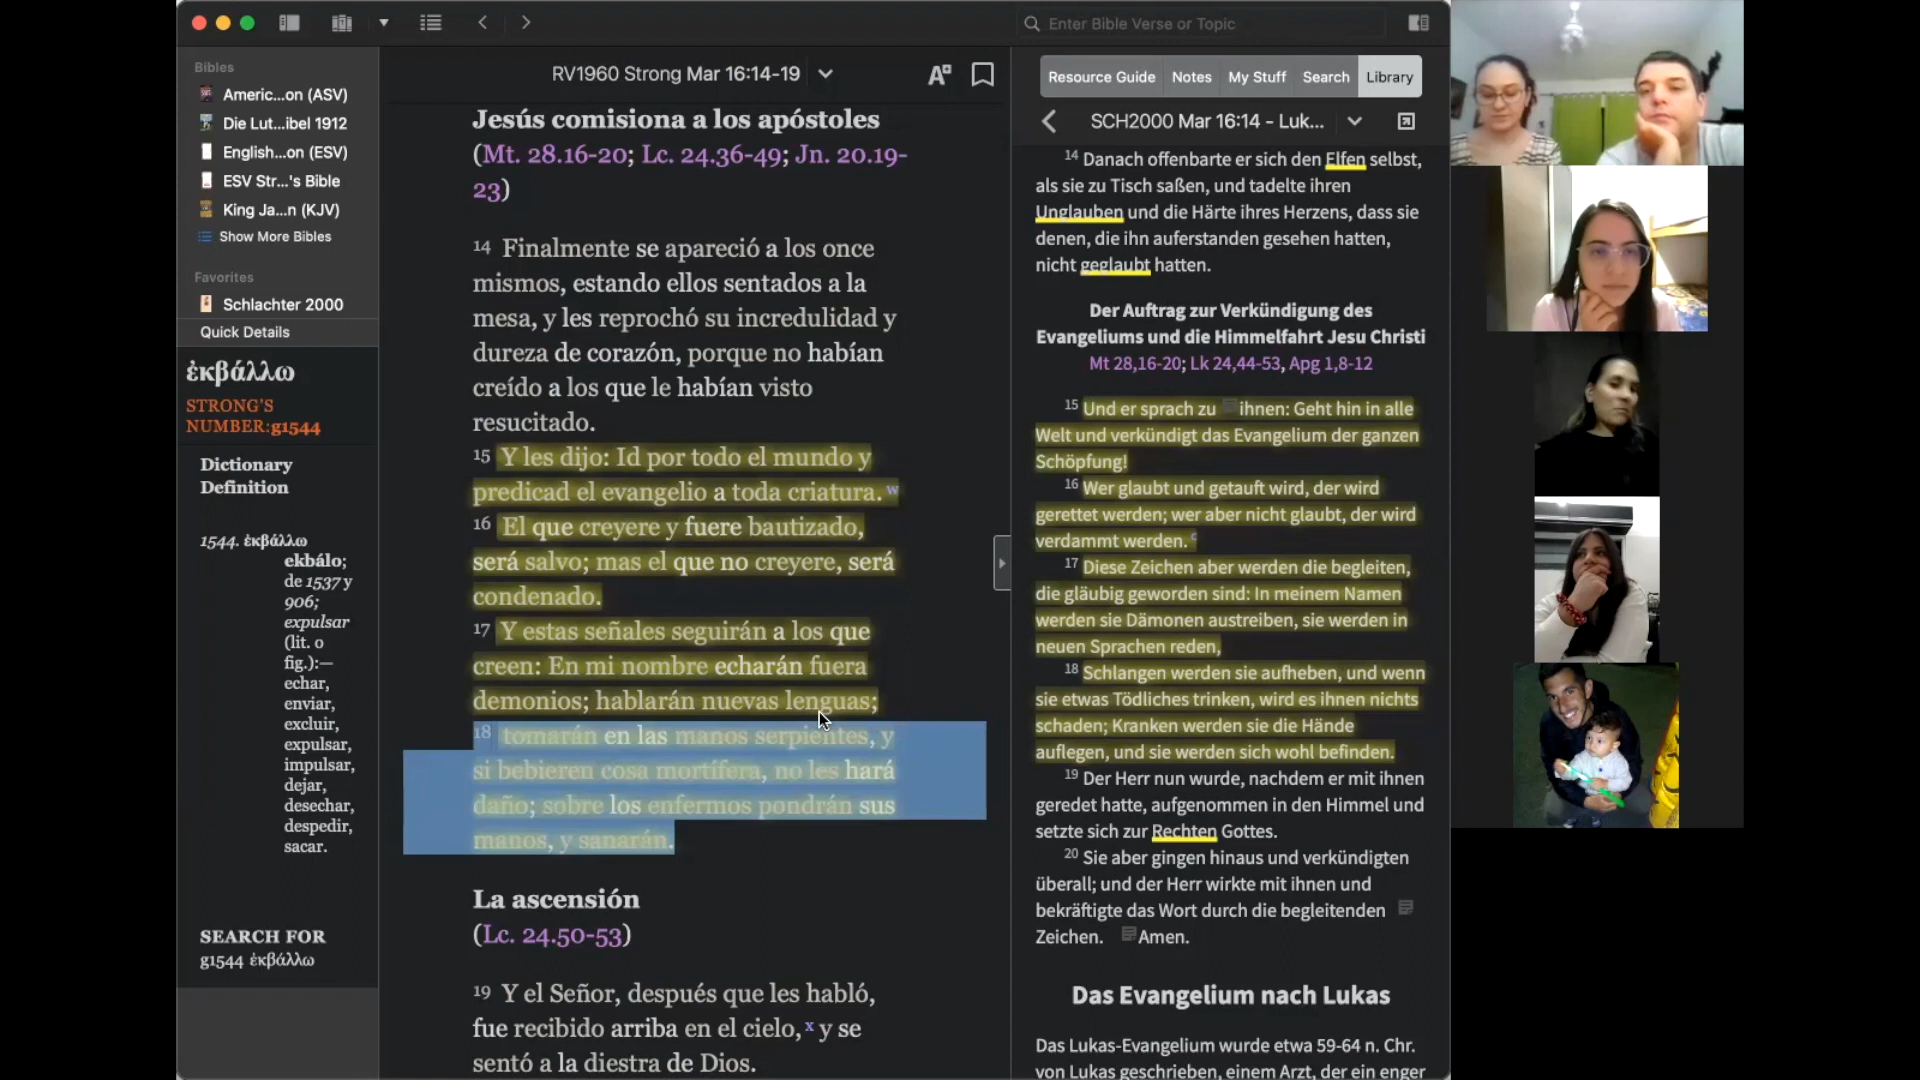 Enter Bible Verse or Topic
Bibles
Americ...on (ASV)
Die Lut...ibel 1912
English...on (ESV)
ESV Str...'s Bible
King Ja...n (KJV)
Show More Bibles
Favorites
Schlachter 2000
Quick Details
ἐκβάλλω
STRONG'S
NUMBER:g1544
Dictionary
Definition
1544. ἐκβάλλω
ekbálo;
de 1537 y
906;
expulsar
(lit. o
fig.):—
echar,
enviar,
excluir,
expulsar,
impulsar,
dejar,
desechar,
despedir,
sacar.
SEARCH FOR
g1544 ἐκβάλλω
RV1960 Strong Mar 16:14-19
Jesús comisiona a los apóstoles
(Mt. 28.16-20; Lc. 24.36-49; Jn. 20.19-
23)
14 Finalmente se apareció a los once
mismos, estando ellos sentados a la
mesa, y les reprochó su incredulidad y
dureza de corazón, porque no habían
creído a los que le habían visto
resucitado.
15 Y les dijo: Id por todo el mundo y
predicad el evangelio a toda criatura. w
16 El que creyere y fuere bautizado,
será salvo; mas el que no creyere, será
condenado.
17 Y estas señales seguirán a los que
creen: En mi nombre echarán fuera
demonios; hablarán nuevas lenguas;
18 tomarán en las manos serpientes, y
si bebieren cosa mortífera, no les hará
daño; sobre los enfermos pondrán sus
manos, y sanarán.
La ascensión
(Lc. 24.50-53)
19 Y el Señor, después que les habló,
fue recibido arriba en el cielo, x y se
sentó a la diestra de Dios.
Resource Guide Notes My Stuff Search Library
SCH2000 Mar 16:14 - Luk...
14 Danach offenbarte er sich den Elfen selbst,
als sie zu Tisch saßen, und tadelte ihren
Unglauben und die Härte ihres Herzens, dass sie
denen, die ihn auferstanden gesehen hatten,
nicht geglaubt hatten.
Der Auftrag zur Verkündigung des
Evangeliums und die Himmelfahrt Jesu Christi
Mt 28,16-20; Lk 24,44-53, Apg 1,8-12
15 Und er sprach zu ihnen: Geht hin in alle
Welt und verkündigt das Evangelium der ganzen
Schöpfung!
16 Wer glaubt und getauft wird, der wird
gerettet werden; wer aber nicht glaubt, der wird
verdammt werden. c
17 Diese Zeichen aber werden die begleiten,
die gläubig geworden sind: In meinem Namen
werden sie Dämonen austreiben, sie werden in
neuen Sprachen reden,
18 Schlangen werden sie aufheben, und wenn
sie etwas Tödliches trinken, wird es ihnen nichts
schaden; Kranken werden sie die Hände
auflegen, und sie werden sich wohl befinden.
19 Der Herr nun wurde, nachdem er mit ihnen
geredet hatte, aufgenommen in den Himmel und
setzte sich zur Rechten Gottes.
20 Sie aber gingen hinaus und verkündigten
überall; und der Herr wirkte mit ihnen und
bekräftigte das Wort durch die begleitenden
Zeichen. Amen.
Das Evangelium nach Lukas
Das Lukas-Evangelium wurde etwa 59-64 n. Chr.
von Lukas geschrieben, einem Arzt, der ein enger